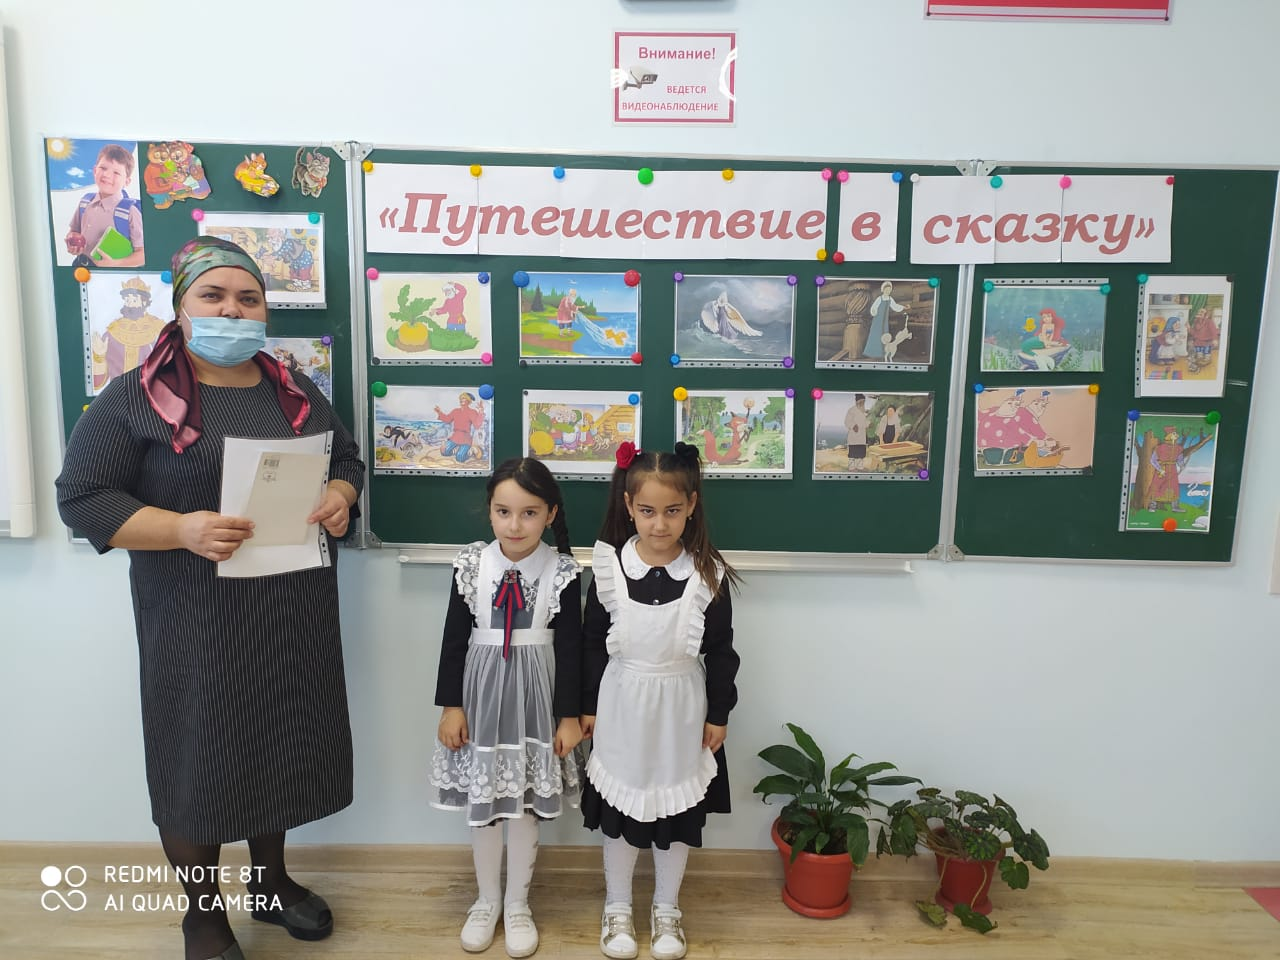 Внимание!
ВЕДЕТСЯ
ВИДЕОНАБЛЮДЕНИЕ
«Путешествие в сказку»
REDMI NOTE 8T
AI QUAD CAMERA